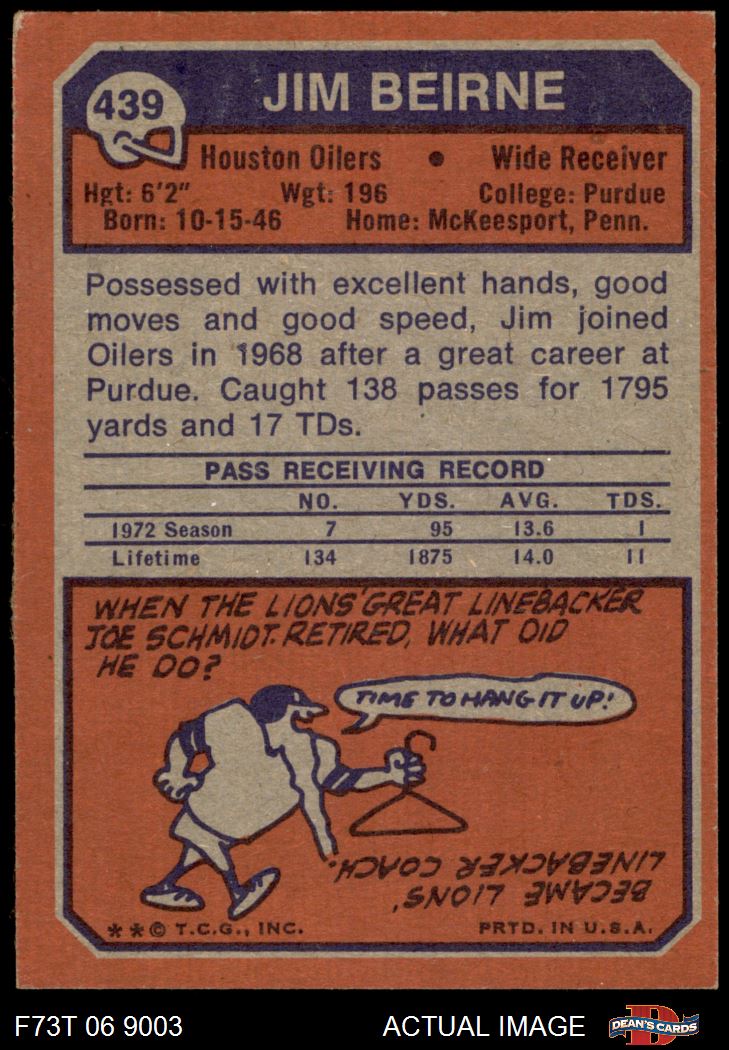 439
JIM BEIRNE
Houston Oilers • Wide Receiver
Hgt: 6'2" Wgt: 196 College: Purdue
Born: 10-15-46 Home: McKeesport, Penn.
Possessed with excellent hands, good
moves and good speed, Jim joined
Oilers in 1968 after a great career at
Purdue. Caught 138 passes for 1795
yards and 17 TDs.
PASS RECEIVING RECORD
NO. YDS. AVG. TDS.
1972 Season 7 95 13.6 1
Lifetime 134 1875 14.0 11
WHEN THE LIONS' GREAT LINEBACKER
JOE SCHMIDT RETIRED, WHAT DID
HE DO?
TIME TO HANG IT UP!
BECAME LIONS'
LINEBACKER COACH.
**© T.C.G., INC. PRTD. IN U.S.A.
F73T 06 9003 ACTUAL IMAGE DEAN'S CARDS